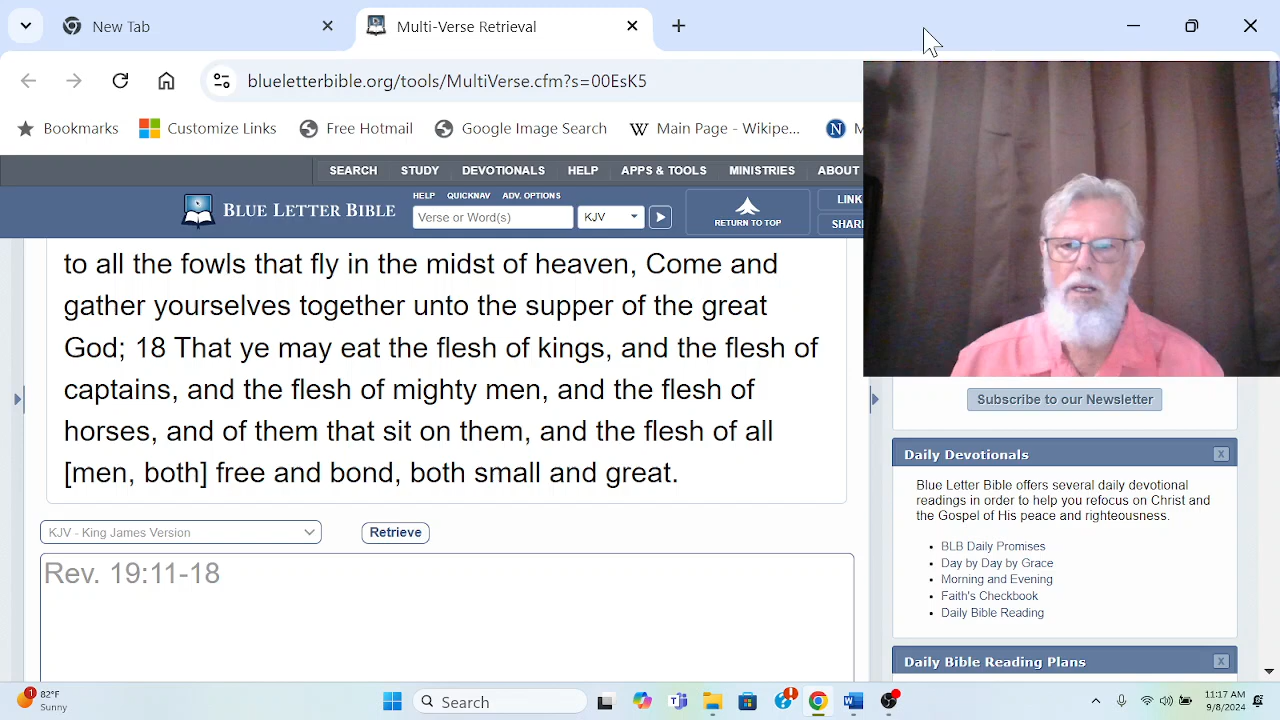 New Tab
Multi-Verse Retrieval
blueletterbible.org/tools/MultiVerse.cfm?s=00EsK5
Bookmarks
Customize Links
Free Hotmail
Google Image Search
W Main Page - Wikipe...
N
SEARCH STUDY DEVOTIONALS HELP APPS & TOOLS MINISTRIES ABOUT
BLUE LETTER BIBLE
HELP QUICKNAV ADV. OPTIONS
Verse or Word(s)
KJV
RETURN TO TOP
LINK
SHAR
to all the fowls that fly in the midst of heaven, Come and
gather yourselves together unto the supper of the great
God; 18 That ye may eat the flesh of kings, and the flesh of
captains, and the flesh of mighty men, and the flesh of
horses, and of them that sit on them, and the flesh of all
[men, both] free and bond, both small and great.
KJV - King James Version
Retrieve
Rev. 19:11-18
Subscribe to our Newsletter
Daily Devotionals
X
Blue Letter Bible offers several daily devotional
readings in order to help you refocus on Christ and
the Gospel of His peace and righteousness.
BLB Daily Promises
Day by Day by Grace
Morning and Evening
Faith's Checkbook
Daily Bible Reading
Daily Bible Reading Plans
X
1
82°F
Sunny
Search
11:17 AM
9/8/2024